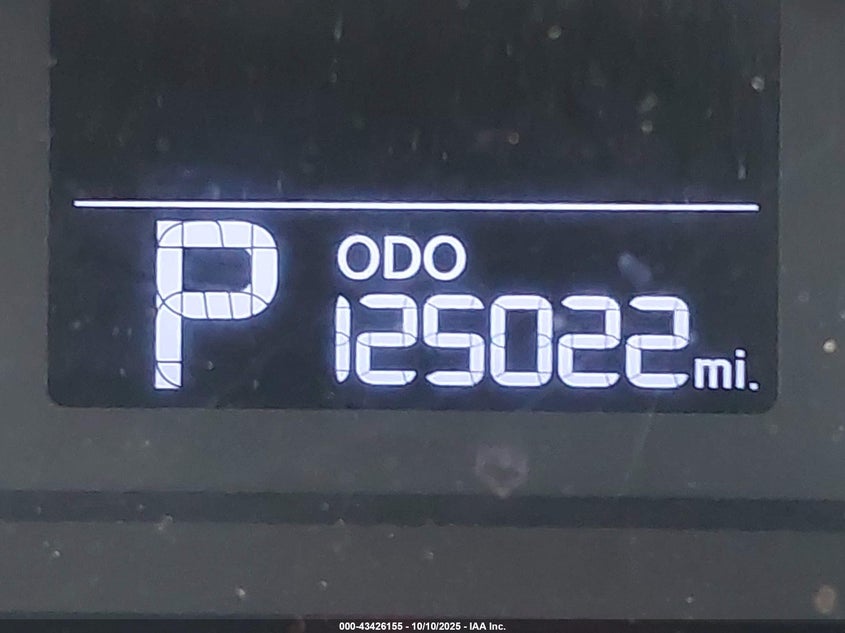 P
ODO
125022 mi.
000-43426155 - 10/10/2025 - IAA Inc.